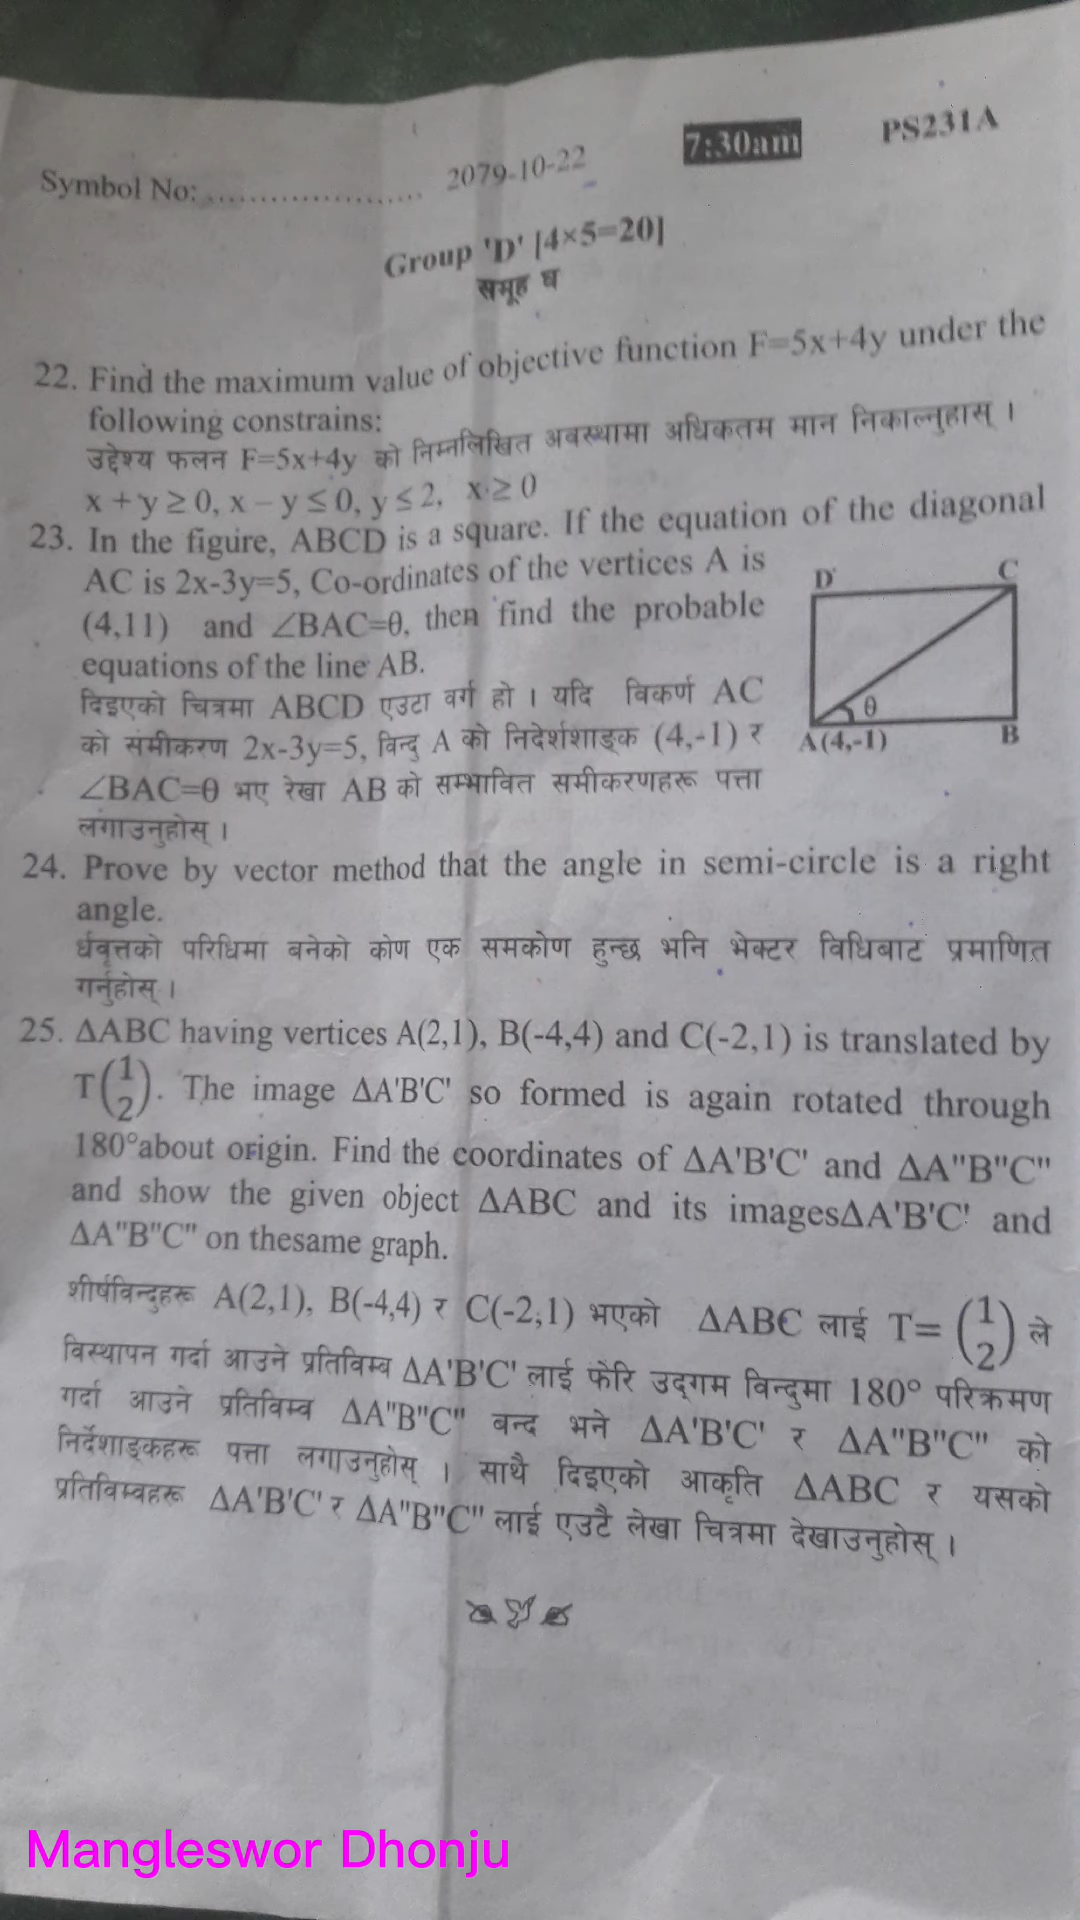 PS231A
7:30am
Symbol No: ........................ 2079-10-22
Group 'D' [4×5=20]
समूह घ
22. Find the maximum value of objective function F=5x+4y under the
following constrains:
उद्देश्य फलन F=5x+4y को निम्नलिखित अवस्थामा अधिकतम मान निकाल्नुहास् ।
x + y ≥ 0, x – y ≤ 0, y ≤ 2, x ≥ 0
23. In the figure, ABCD is a square. If the equation of the diagonal
AC is 2x-3y=5, Co-ordinates of the vertices A is
(4,11) and ∠BAC=θ, then find the probable
equations of the line AB.
दिइएको चित्रमा ABCD एउटा वर्ग हो । यदि विकर्ण AC
को समीकरण 2x-3y=5, विन्दु A को निदेर्शशाङ्क (4,-1) र
∠BAC=θ भए रेखा AB को सम्भावित समीकरणहरू पत्ता
लगाउनुहोस् ।
D C
θ
A(4,-1) B
24. Prove by vector method that the angle in semi-circle is a right
angle.
र्धवृत्तको परिधिमा बनेको कोण एक समकोण हुन्छ भनि भेक्टर विधिबाट प्रमाणित
गर्नुहोस् ।
25. ΔABC having vertices A(2,1), B(-4,4) and C(-2,1) is translated by
T(1 2). The image ΔA'B'C' so formed is again rotated through
180°about origin. Find the coordinates of ΔA'B'C' and ΔA"B"C"
and show the given object ΔABC and its imagesΔA'B'C' and
ΔA"B"C" on thesame graph.
शीर्षविन्दुहरू A(2,1), B(-4,4) र C(-2,1) भएको ΔABC लाई T= (1 2) ले
विस्थापन गर्दा आउने प्रतिविम्ब ΔA'B'C' लाई फेरि उद्गम विन्दुमा 180° परिक्रमण
गर्दा आउने प्रतिविम्व ΔA"B"C" बन्द भने ΔA'B'C' र ΔA"B"C" को
निर्देशाङ्कहरू पत्ता लगाउनुहोस् । साथै दिइएको आकृति ΔABC र यसको
प्रतिविम्वहरू ΔA'B'C' र ΔA"B"C" लाई एउटै लेखा चित्रमा देखाउनुहोस् ।
Mangleswor Dhonju